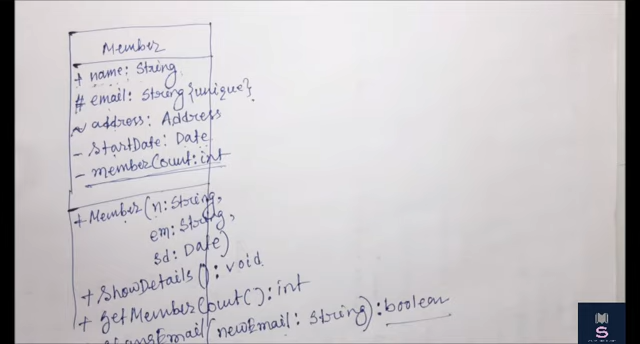 Member
+ name: String
# email: String {unique}
~ address: Address
- StartDate: Date
- memberCount: int
+ Member (n: String,
em: String,
sd: Date)
+ ShowDetails (): void
+ getMemberCount(): int
(newEmail: String): boolean
S